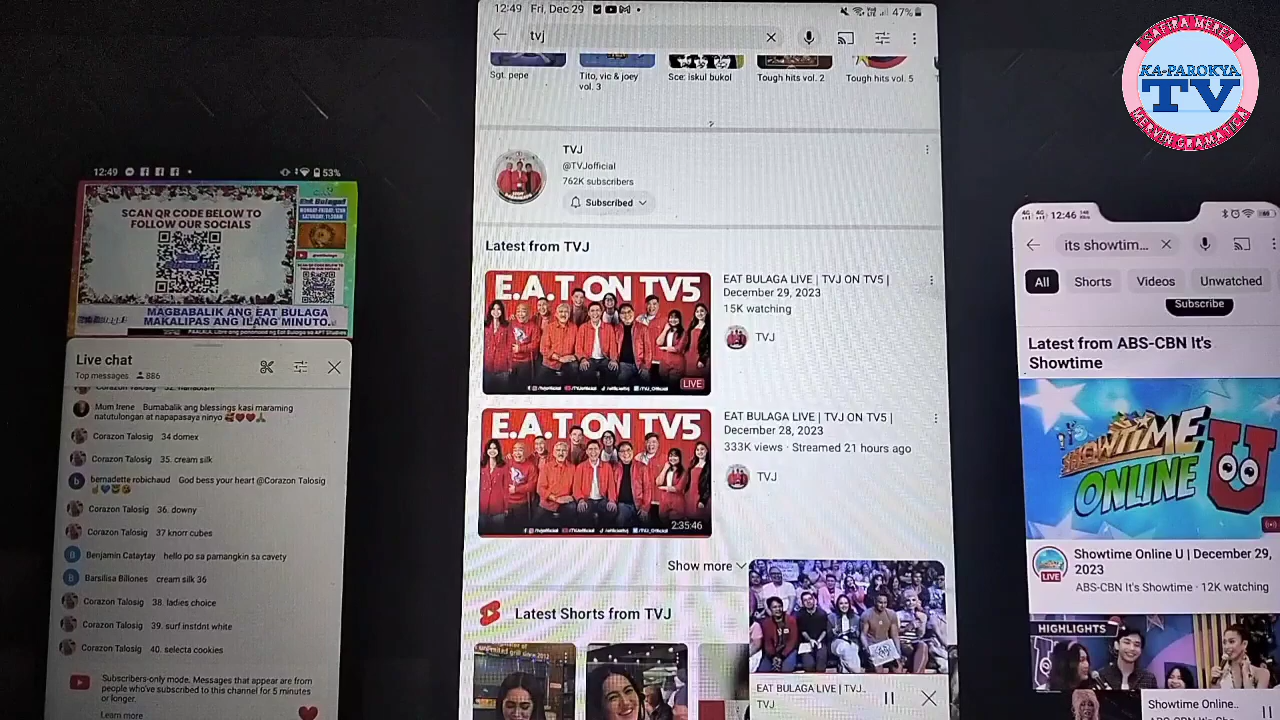 SAFIRA MEREA
KA-PAROKYA
TV
MERVIN GRAMATICA
12:49
53%
SCAN QR CODE BELOW TO
FOLLOW OUR SOCIALS
Eat Bulaga!
MAGBABALIK ANG EAT BULAGA
MAKALIPAS ANG ILANG MINUTO
Live chat
Top messages 886
Corazon Talosig
Mum Irene Bumabalik ang blessings kasi maraming
natutulongan at napapasaya ninyo 🥰❤️❤️🙏
Corazon Talosig 34 domex
Corazon Talosig 35. cream silk
bernadette robichaud God bess your heart @Corazon Talosig
Corazon Talosig 36. downy
Corazon Talosig 37 knorr cubes
Benjamin Cataytay hello po sa pamangkin sa cavety
Barsilisa Billones cream silk 36
Corazon Talosig 38. ladies choice
Corazon Talosig 39. surf instdnt white
Corazon Talosig 40. selecta cookies
Subscribers-only mode. Messages that appear are from
people who've subscribed to this channel for 5 minutes
or longer.
Learn more
12:49 Fri, Dec 29
47%
tvj
Sgt. pepe
Tito, vic & joey
vol. 3
Sce: iskul bukol
Tough hits vol. 2
Tough hits vol. 5
TVJ
@TVJofficial
762K subscribers
Subscribed
Latest from TVJ
E.A.T ON TV5
LIVE
EAT BULAGA LIVE | TVJ ON TV5 |
December 29, 2023
15K watching
TVJ
E.A.T ON TV5
2:35:46
EAT BULAGA LIVE | TVJ ON TV5 |
December 28, 2023
333K views · Streamed 21 hours ago
TVJ
Show more
Latest Shorts from TVJ
unlimited grill since 2013
EAT BULAGA LIVE | TVJ..
TVJ
12:46
its showtim...
All
Shorts
Videos
Unwatched
Subscribe
Latest from ABS-CBN It's
Showtime
SHOWTIME
ONLINE U
LIVE
Showtime Online U | December 29,
2023
ABS-CBN It's Showtime · 12K watching
HIGHLIGHTS
Showtime Online..